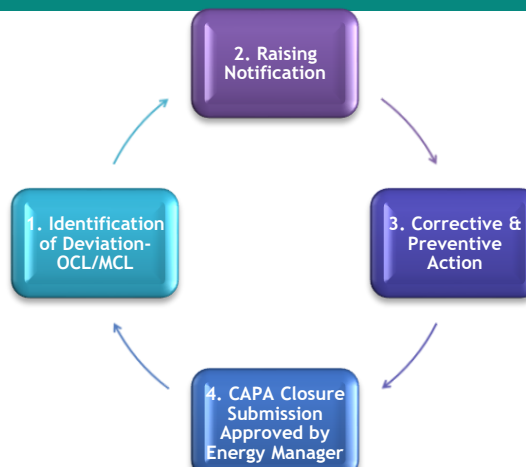 2. Raising
Notification
1. Identification
of Deviation-
OCL/MCL
3. Corrective &
Preventive
Action
4. CAPA Closure
Submission
Approved by
Energy Manager